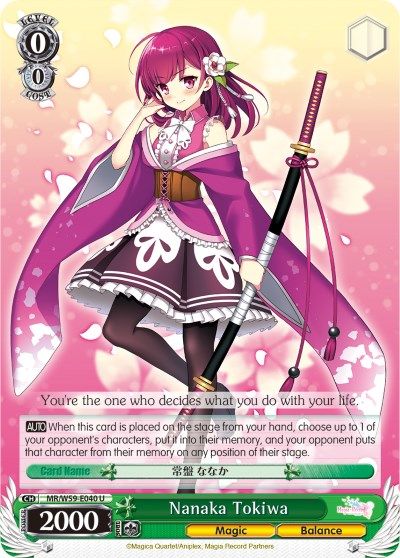 LEVEL
0
0
COST
You're the one who decides what you do with your life.
AUTO When this card is placed on the stage from your hand, choose up to 1 of
your opponent's characters, put it into their memory, and your opponent puts
that character from their memory on any position of their stage.
Card Name 常盤 ななか
CH MR/W59-E040 U
POWER 2000 SOUL Nanaka Tokiwa
Magic Balance
©Magica Quartet/Aniplex, Magia Record Partners